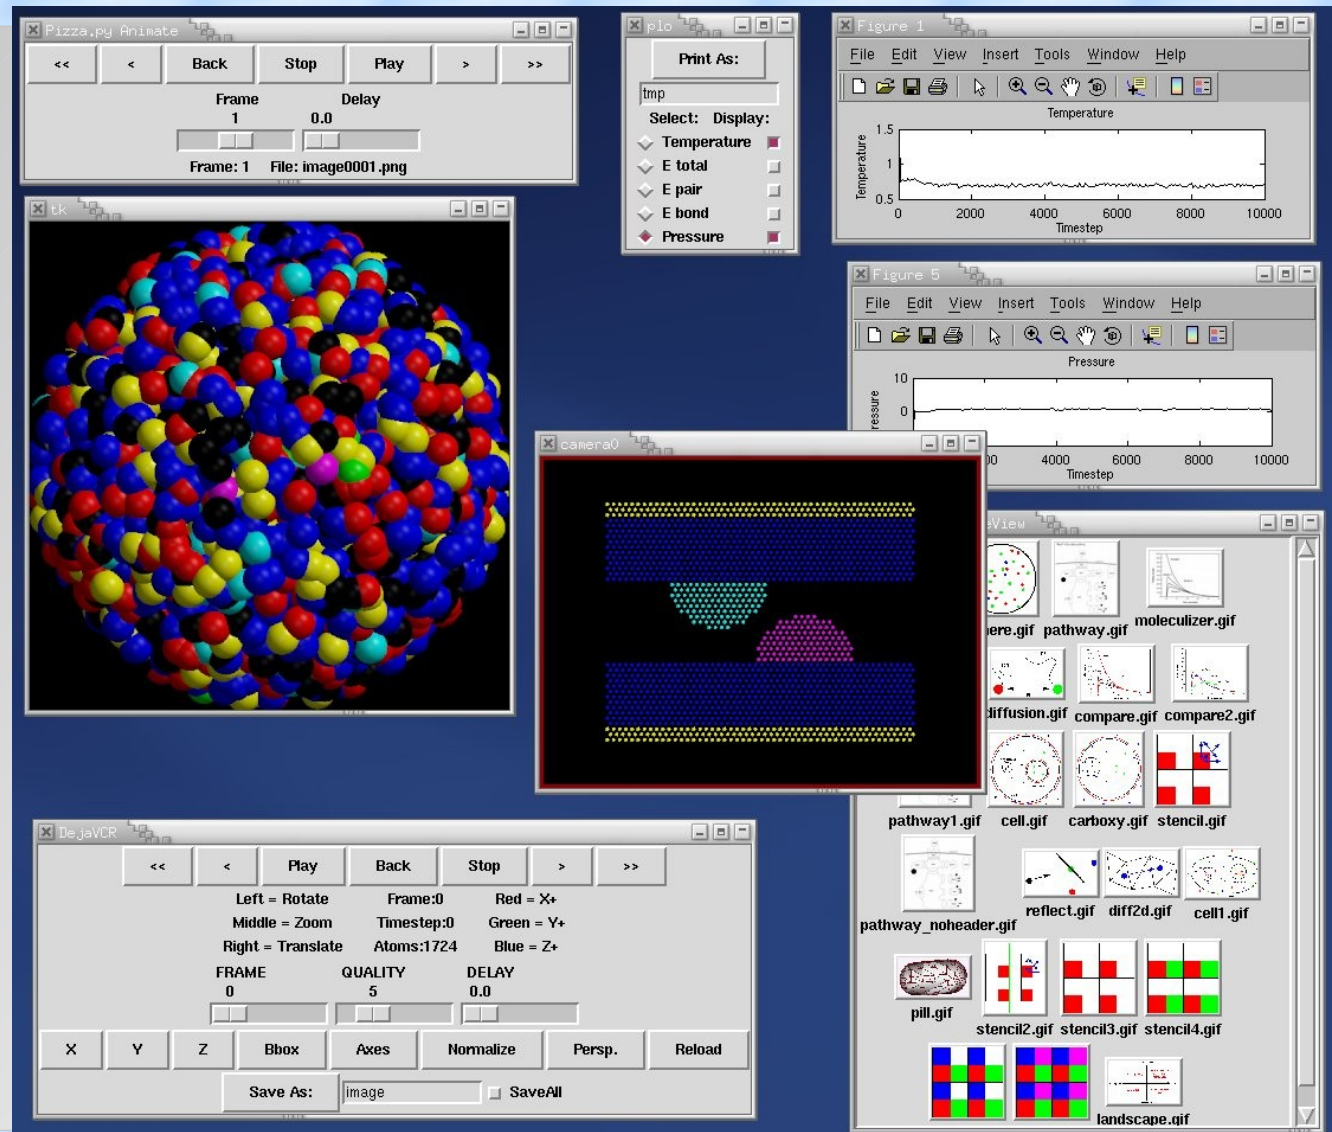 Pizza.py Animate
<< < Back Stop Play > >>
Frame Delay
1 0.0
Frame: 1 File: image0001.png
tk
plo
Print As:
tmp
Select: Display:
Temperature
E total
E pair
E bond
Pressure
Figure 1
File Edit View Insert Tools Window Help
Temperature
Temperature
1.5
1
0.5
0 2000 4000 6000 8000 10000
Timestep
Figure 5
File Edit View Insert Tools Window Help
Pressure
ressure
10
0
00 4000 6000 8000 10000
Timestep
camera0
eView
here.gif pathway.gif moleculizer.gif
diffusion.gif compare.gif compare2.gif
pathway1.gif cell.gif carboxy.gif stencil.gif
pathway_noheader.gif reflect.gif diff2d.gif cell1.gif
pill.gif stencil2.gif stencil3.gif stencil4.gif
landscape.gif
DejaVCR
<< < Play Back Stop > >>
Left = Rotate Frame:0 Red = X+
Middle = Zoom Timestep:0 Green = Y+
Right = Translate Atoms:1724 Blue = Z+
FRAME QUALITY DELAY
0 5 0.0
X Y Z Bbox Axes Normalize Persp. Reload
Save As: image SaveAll